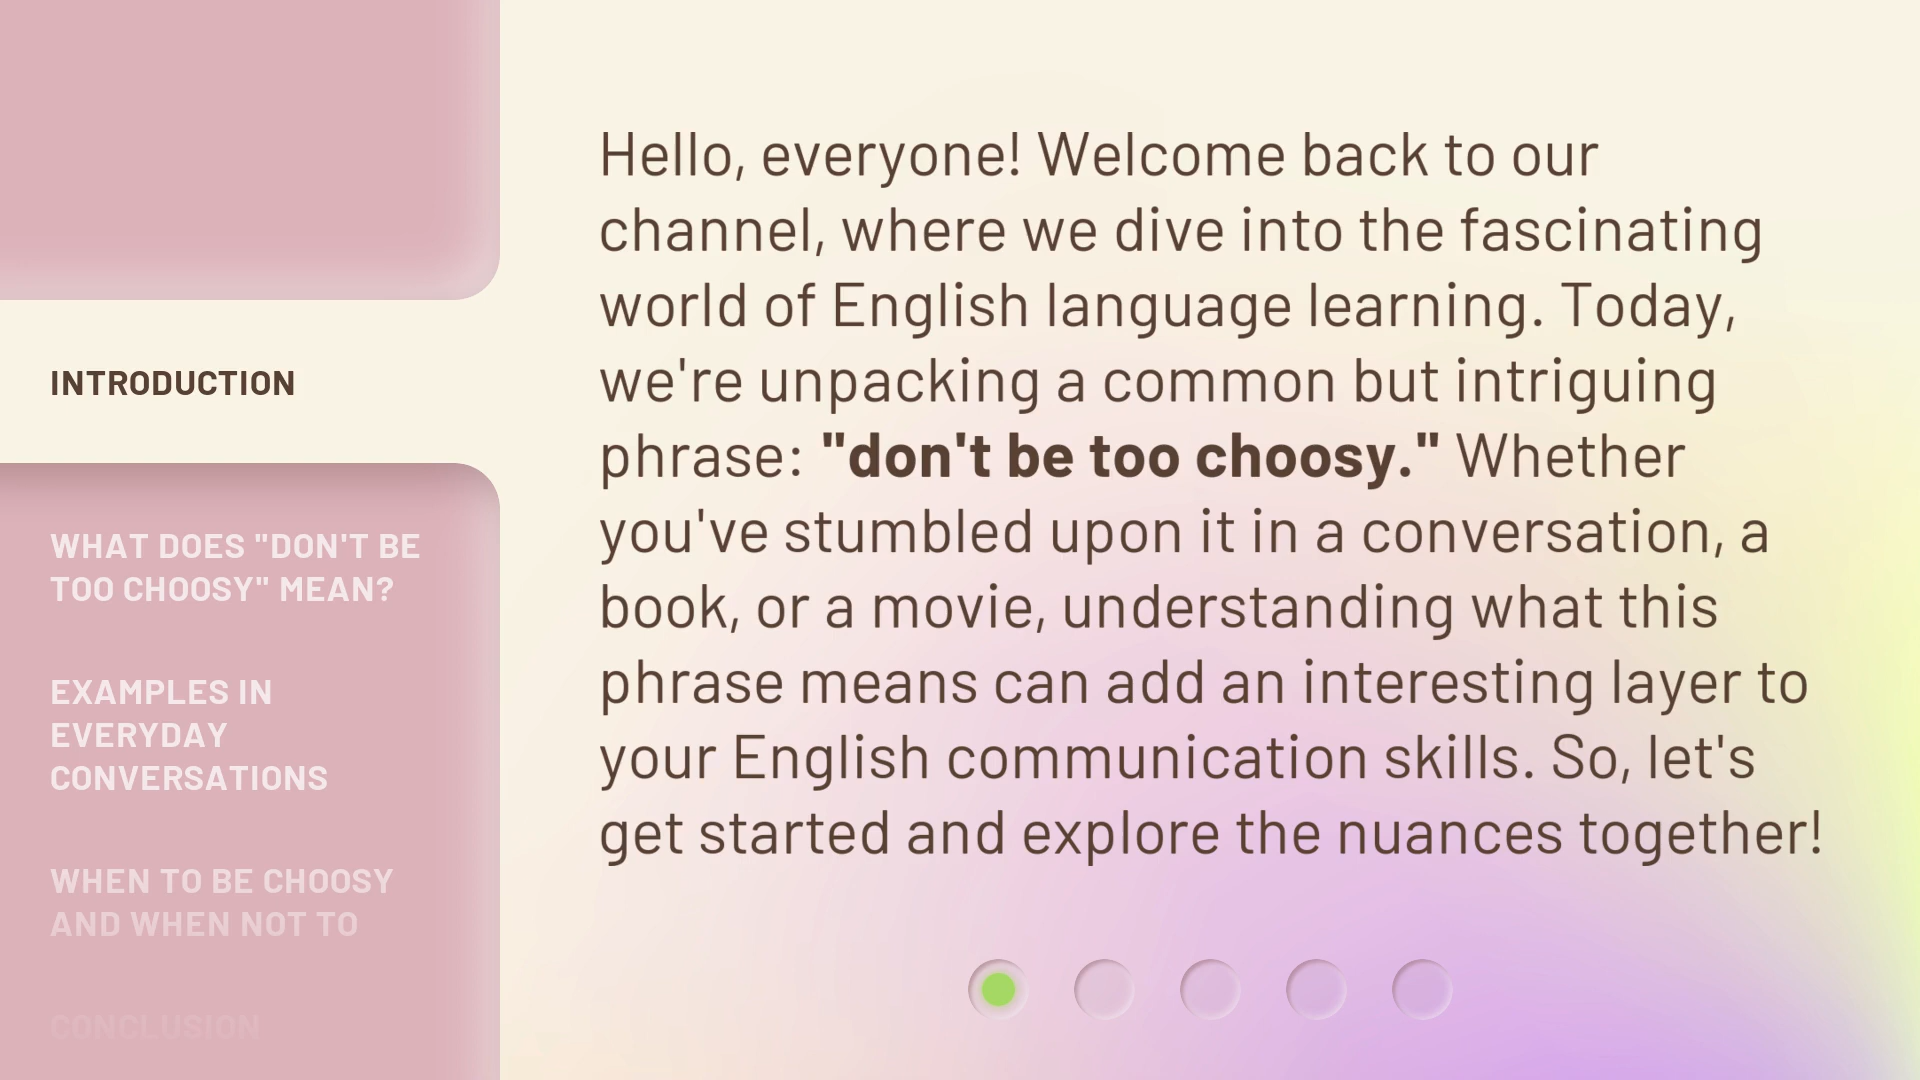 INTRODUCTION
WHAT DOES "DON'T BE
TOO CHOOSY" MEAN?
EXAMPLES IN
EVERYDAY
CONVERSATIONS
WHEN TO BE CHOOSY
AND WHEN NOT TO
CONCLUSION
Hello, everyone! Welcome back to our
channel, where we dive into the fascinating
world of English language learning. Today,
we're unpacking a common but intriguing
phrase: "don't be too choosy." Whether
you've stumbled upon it in a conversation, a
book, or a movie, understanding what this
phrase means can add an interesting layer to
your English communication skills. So, let's
get started and explore the nuances together!